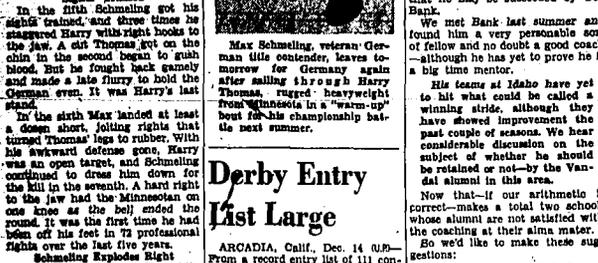 In the fifth Schmeling got his
sights trained, and three times he
staggered Harry with right hooks to
the jaw. A cut Thomas got on the
chin in the second began to gush
blood. But he fought back gamely
and made a late flurry to hold the
German even. It was Harry's last
stand.
In the sixth Max landed at least
a dozen short, jolting rights that
turned Thomas' legs to rubber. With
his awkward defense gone, Harry
was an open target, and Schmeling
continued to dress him down for
the kill in the seventh. A hard right
to the jaw had the Minnesotan on
one knee as the bell ended the
round. It was the first time he had
been off his feet in 72 professional
fights over the last five years.
Schmeling Explodes Right
Max Schmeling, veteran Ger-
man title contender, leaves to-
morrow for Germany again
after sailing through Harry
Thomas, rugged heavyweight
from Minnesota in a "warm-up"
bout for his championship bat-
tle next summer.
Derby Entry
List Large
ARCADIA, Calif., Dec. 14 (U.P.)—
From a record entry list of 111 con-
Bank.
We met Bank last summer and
found him a very personable sort
of fellow and no doubt a good coach
—although he has yet to prove he is
a big time mentor.
His teams at Idaho have yet
to hit what could be called a
winning stride, although they
have showed improvement the
past couple of seasons. We hear
considerable discussion on the
subject of whether he should
be retained or not—by the Van-
dal alumni in this area.
Now that—if our arithmetic is
correct—makes a total two schools
whose alumni are not satisfied with
the coaching at their alma mater.
So we'd like to make these sug-
gestions: